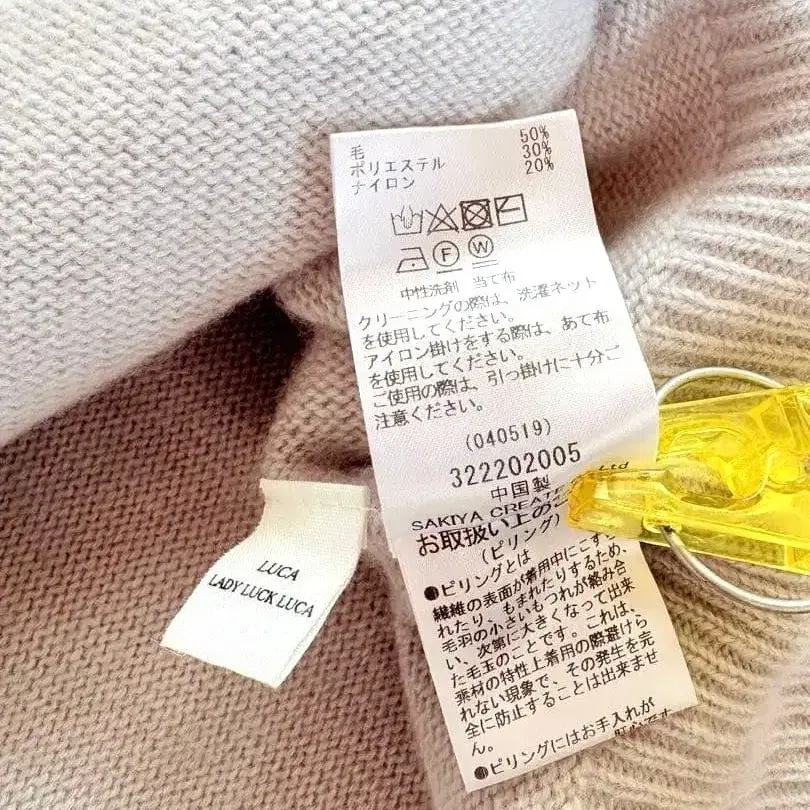 毛 50%
ポリエステル 30%
ナイロン 20%
F W
中性洗剤 当て布
クリーニングの際は、洗濯ネット
を使用してください。
アイロン掛けをする際は、あて布
を使用してください。
ご使用の際は、引っ掛けに十分ご
注意ください。
(040519)
322202005
中国製
SAKIYA CREATE Ltd
お取扱い上のご
(ピリング)
●ピリングとは
繊維の表面が着用中にこすら
れたり、もまれたりするため、
毛羽の小さいもつれが絡み合
い、次第に大きくなって出来
た毛玉のことです。これは、
素材の特性上着用の際避けら
れない現象で、その発生を完
全に防止することは出来ませ
ん。
●ピリングにはお手入れが
肝心です
LUCA
LADY LUCK LUCA